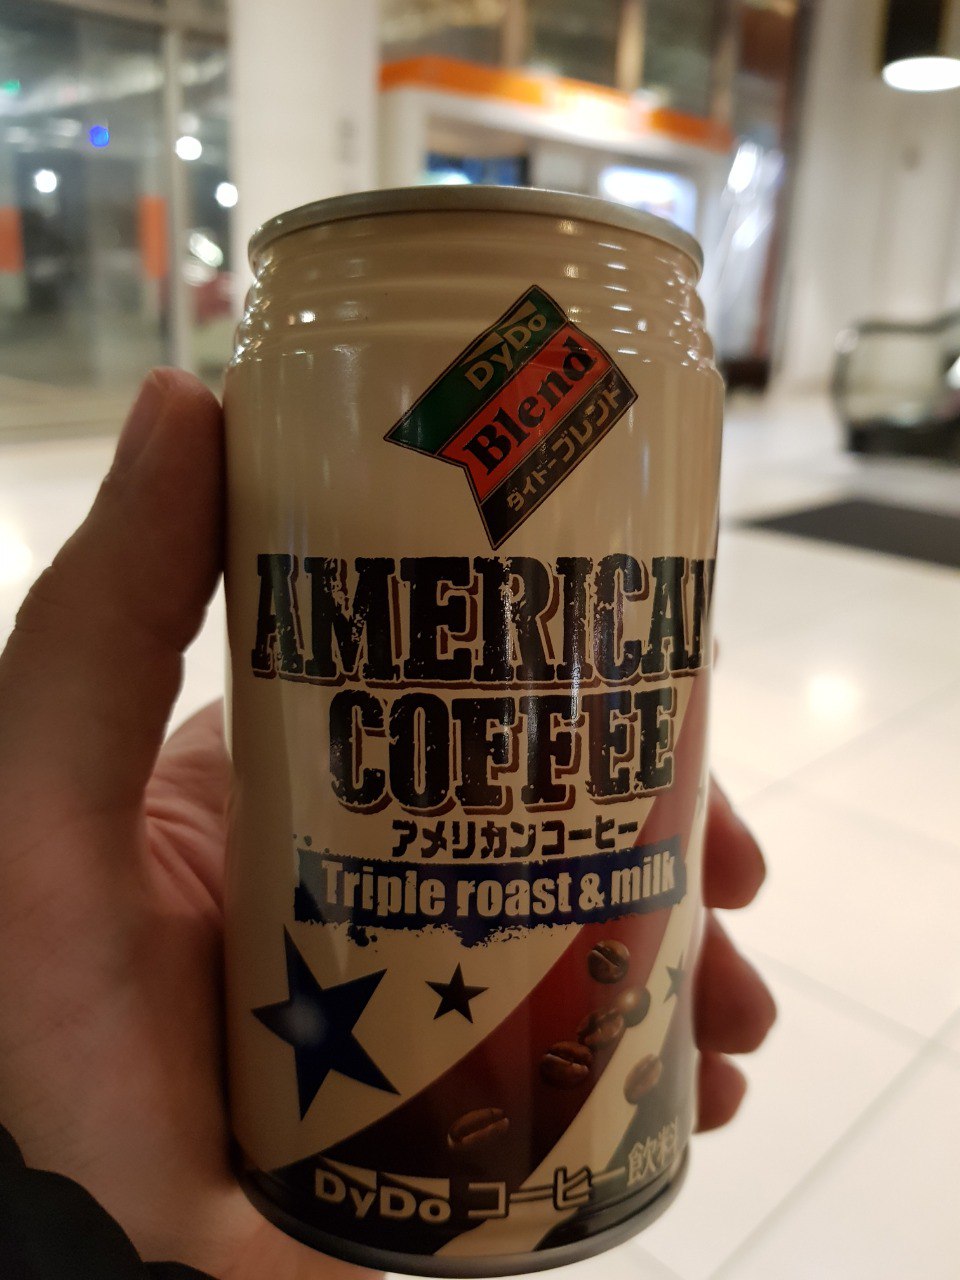 DyDo
Blend
ダイドーブレンド
AMERICAN
COFFEE
アメリカンコーヒー
Triple roast & milk
DyDo コーヒー飲料